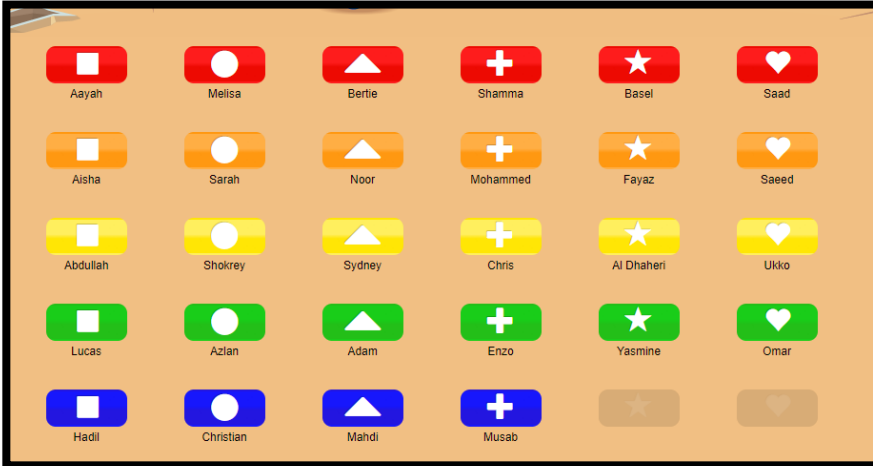 Aayah Melisa Bertie Shamma Basel Saad
Aisha Sarah Noor Mohammed Fayaz Saeed
Abdullah Shokrey Sydney Chris Al Dhaheri Ukko
Lucas Azlan Adam Enzo Yasmine Omar
Hadil Christian Mahdi Musab